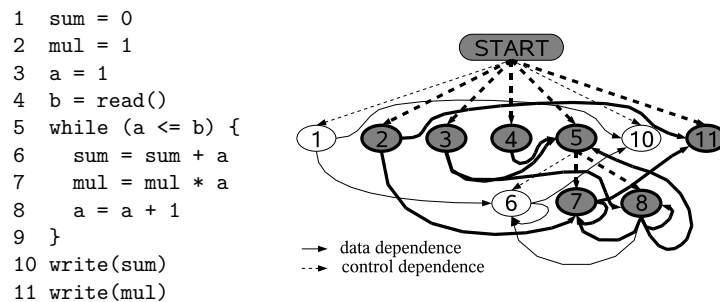 1 sum = 0
2 mul = 1
3 a = 1
4 b = read()
5 while (a <= b) {
6 sum = sum + a
7 mul = mul * a
8 a = a + 1
9 }
10 write(sum)
11 write(mul)
START
1 2 3 4 5 10 11
6 7 8
data dependence
control dependence